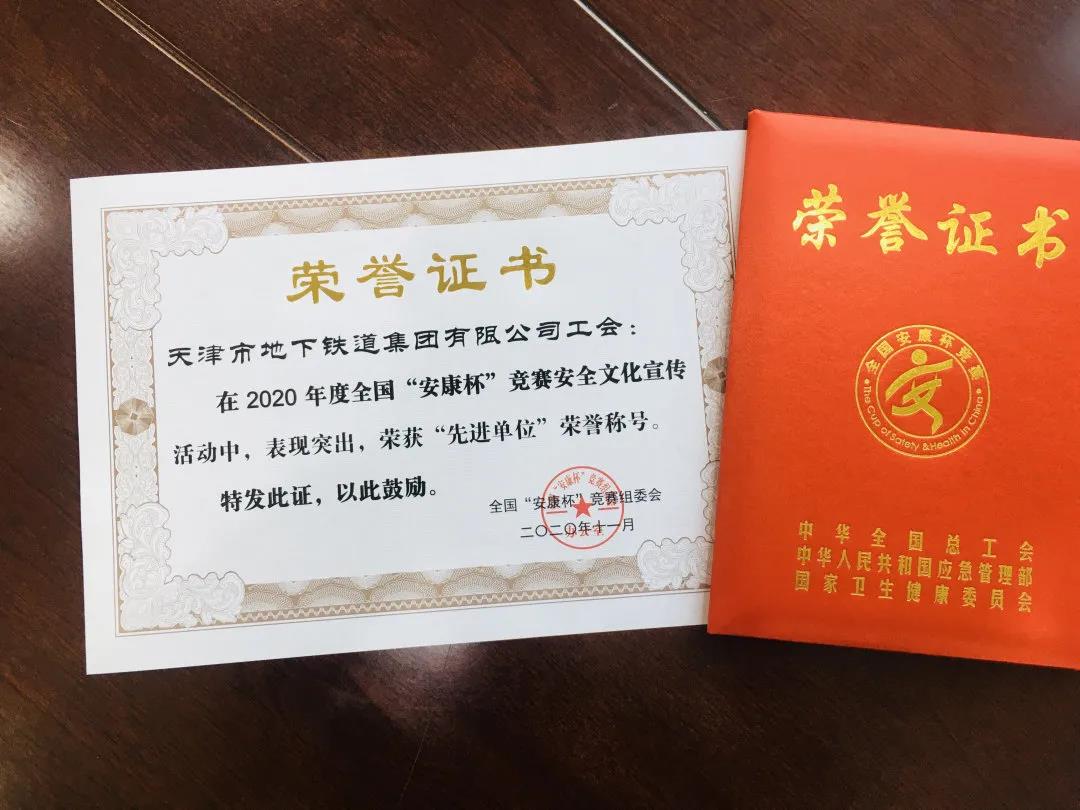 荣誉证书
天津市地下铁道集团有限公司工会：
在2020年度全国“安康杯”竞赛安全文化宣传
活动中，表现突出，荣获“先进单位”荣誉称号。
特发此证，以此鼓励。
全国“安康杯”竞赛组委会
二〇二〇年十一月
办公室
荣誉证书
全国安康杯竞赛
安
The Cup of Safety & Health in China
中华全国总工会
中华人民共和国应急管理部
国家卫生健康委员会